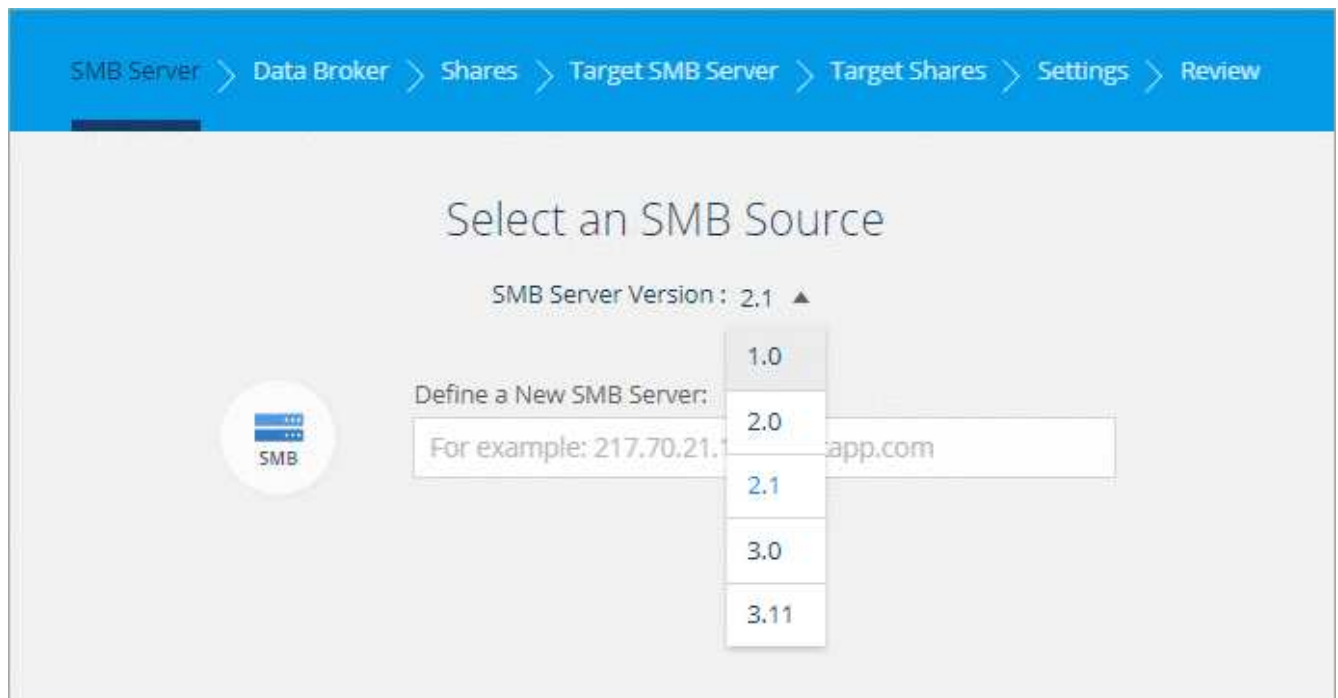 SMB Server > Data Broker > Shares > Target SMB Server > Target Shares > Settings > Review
Select an SMB Source
SMB Server Version : 2.1
1.0
Define a New SMB Server:
2.0
SMB
For example: 217.70.21. app.com
2.1
3.0
3.11